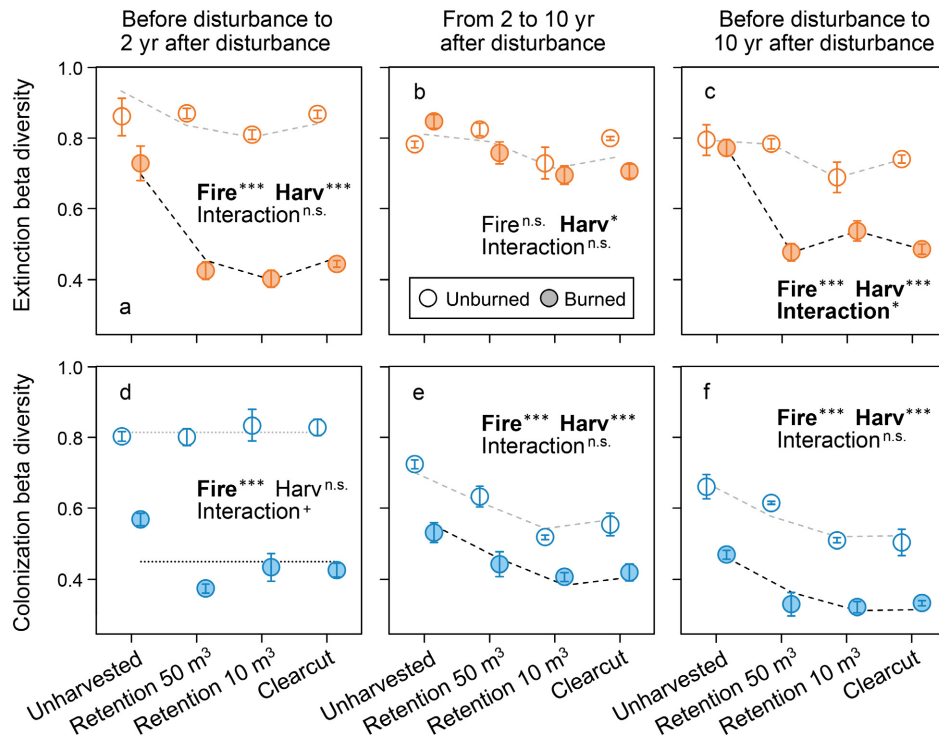 Before disturbance to
2 yr after disturbance
From 2 to 10 yr
after disturbance
Before disturbance to
10 yr after disturbance
Extinction beta diversity
1.0
0.8
0.6
0.4
a
Fire*** Harv***
Interaction n.s.
b
Fire n.s. Harv*
Interaction n.s.
Unburned Burned
c
Fire*** Harv***
Interaction*
Colonization beta diversity
1.0
0.8
0.6
0.4
d
Fire*** Harv n.s.
Interaction+
e
Fire*** Harv***
Interaction n.s.
f
Fire*** Harv***
Interaction n.s.
Unharvested
Retention 50 m³
Retention 10 m³
Clearcut
Unharvested
Retention 50 m³
Retention 10 m³
Clearcut
Unharvested
Retention 50 m³
Retention 10 m³
Clearcut